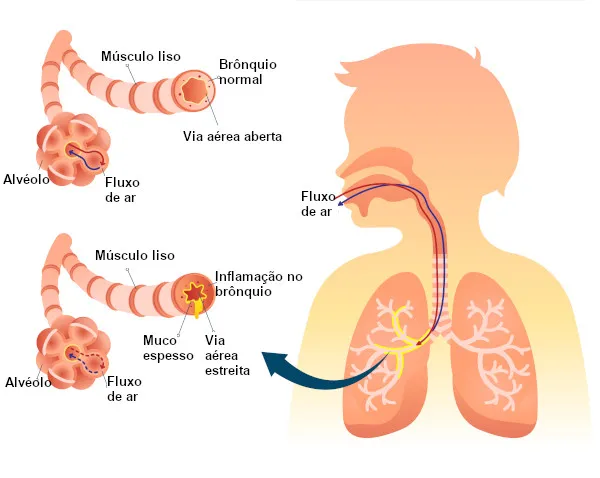 Músculo liso
Brônquio
normal
Via aérea aberta
Alvéolo
Fluxo
de ar
Fluxo
de ar
Músculo liso
Inflamação no
brônquio
Muco
espesso
Via
aérea
estreita
Alvéolo
Fluxo
de ar